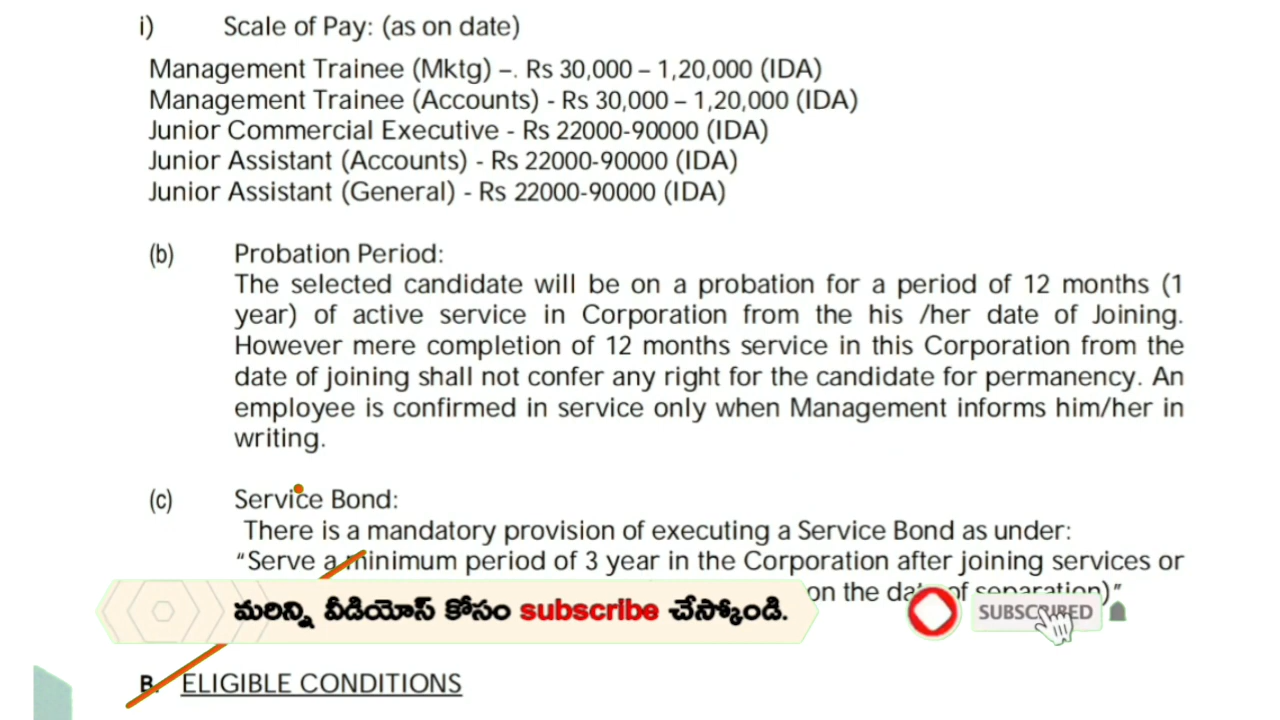 i) Scale of Pay: (as on date)
Management Trainee (Mktg) –. Rs 30,000 – 1,20,000 (IDA)
Management Trainee (Accounts) - Rs 30,000 – 1,20,000 (IDA)
Junior Commercial Executive - Rs 22000-90000 (IDA)
Junior Assistant (Accounts) - Rs 22000-90000 (IDA)
Junior Assistant (General) - Rs 22000-90000 (IDA)
(b) Probation Period:
The selected candidate will be on a probation for a period of 12 months (1
year) of active service in Corporation from the his /her date of Joining.
However mere completion of 12 months service in this Corporation from the
date of joining shall not confer any right for the candidate for permanency. An
employee is confirmed in service only when Management informs him/her in
writing.
(c) Service Bond:
There is a mandatory provision of executing a Service Bond as under:
“Serve a minimum period of 3 year in the Corporation after joining services or
on the date of separation)”
మరిన్ని వీడియోస్ కోసం subscribe చేస్కోండి.
SUBSCRIBED
B. ELIGIBLE CONDITIONS